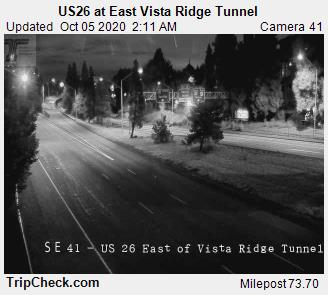 US26 at East Vista Ridge Tunnel
Updated Oct 05 2020 2:11 AM Camera 41
SE 41 - US 26 East of Vista Ridge Tunnel
TripCheck.com Milepost 73.70